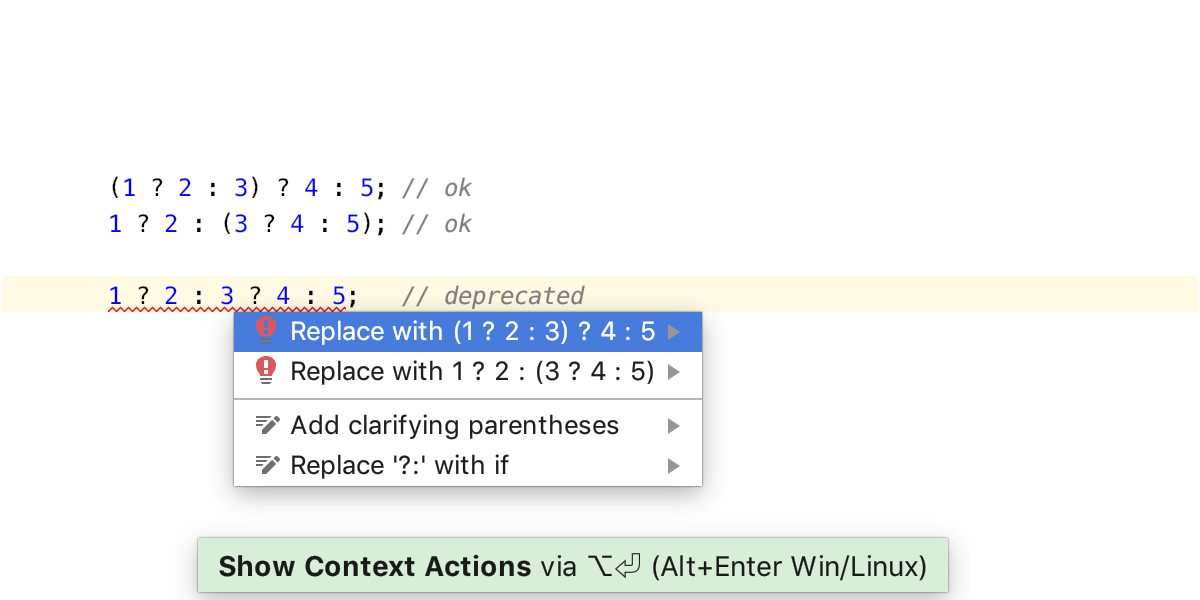 (1 ? 2 : 3) ? 4 : 5; // ok
1 ? 2 : (3 ? 4 : 5); // ok
1 ? 2 : 3 ? 4 : 5;   // deprecated
Replace with (1 ? 2 : 3) ? 4 : 5
Replace with 1 ? 2 : (3 ? 4 : 5)
Add clarifying parentheses
Replace '?:' with if
Show Context Actions via ⌥⏎ (Alt+Enter Win/Linux)